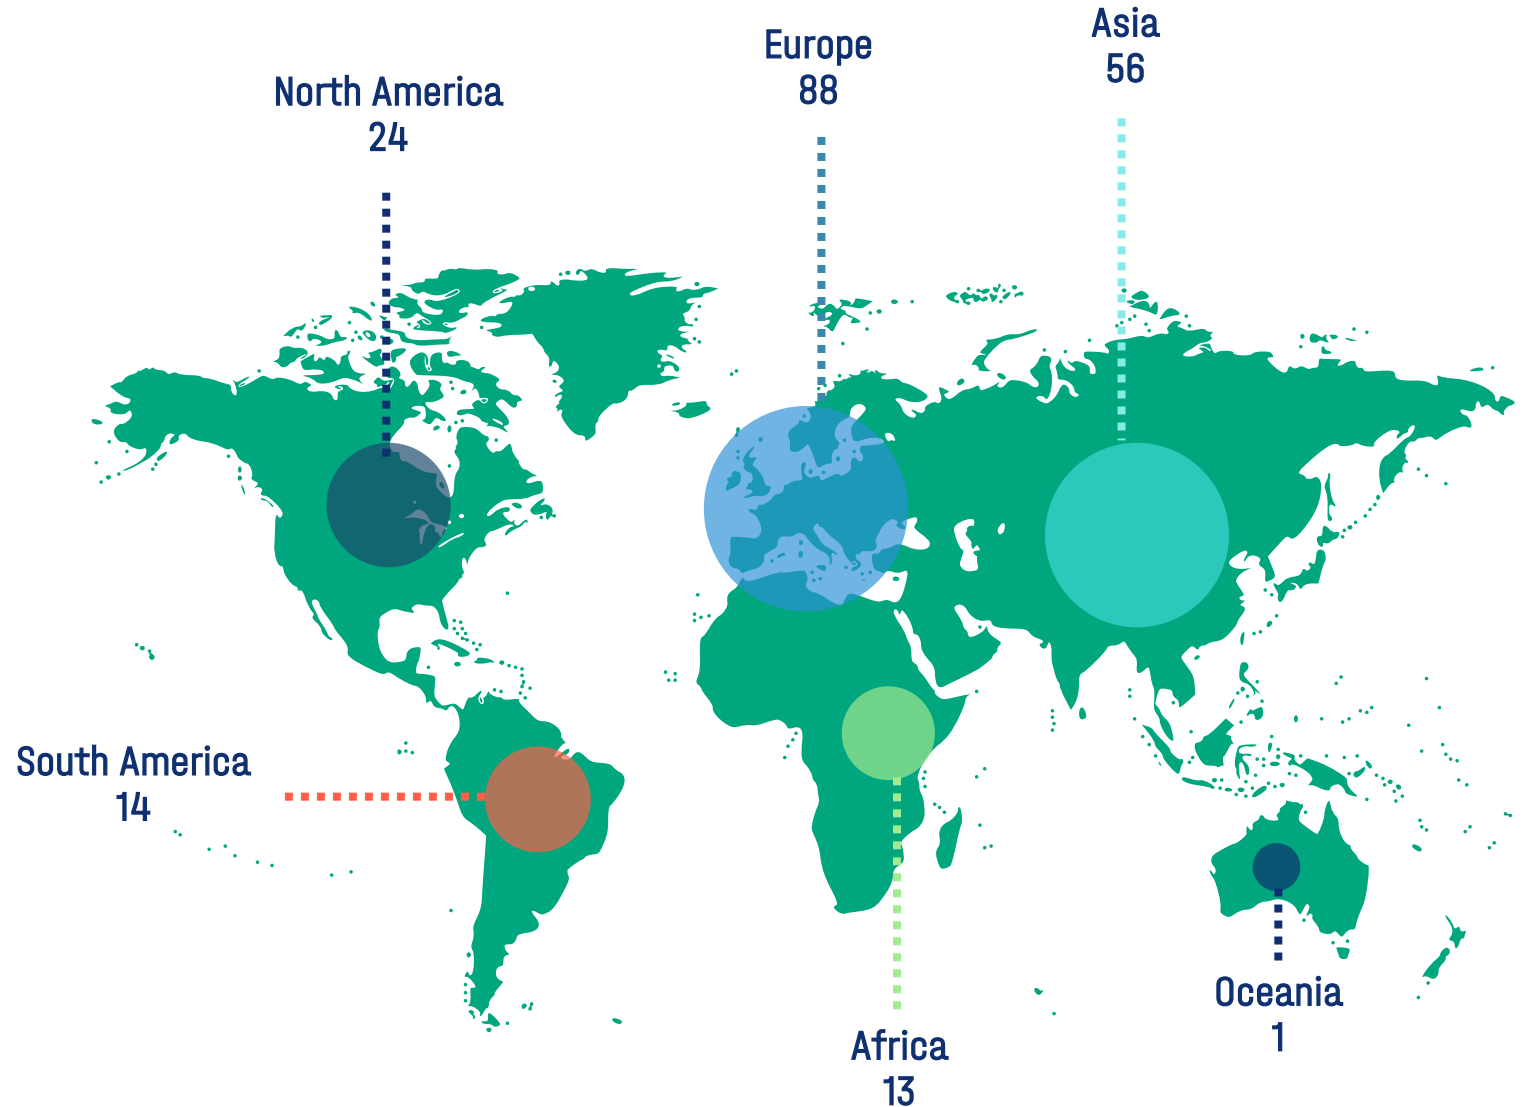 Asia
56
Europe
88
North America
24
South America
14
Oceania
1
Africa
13